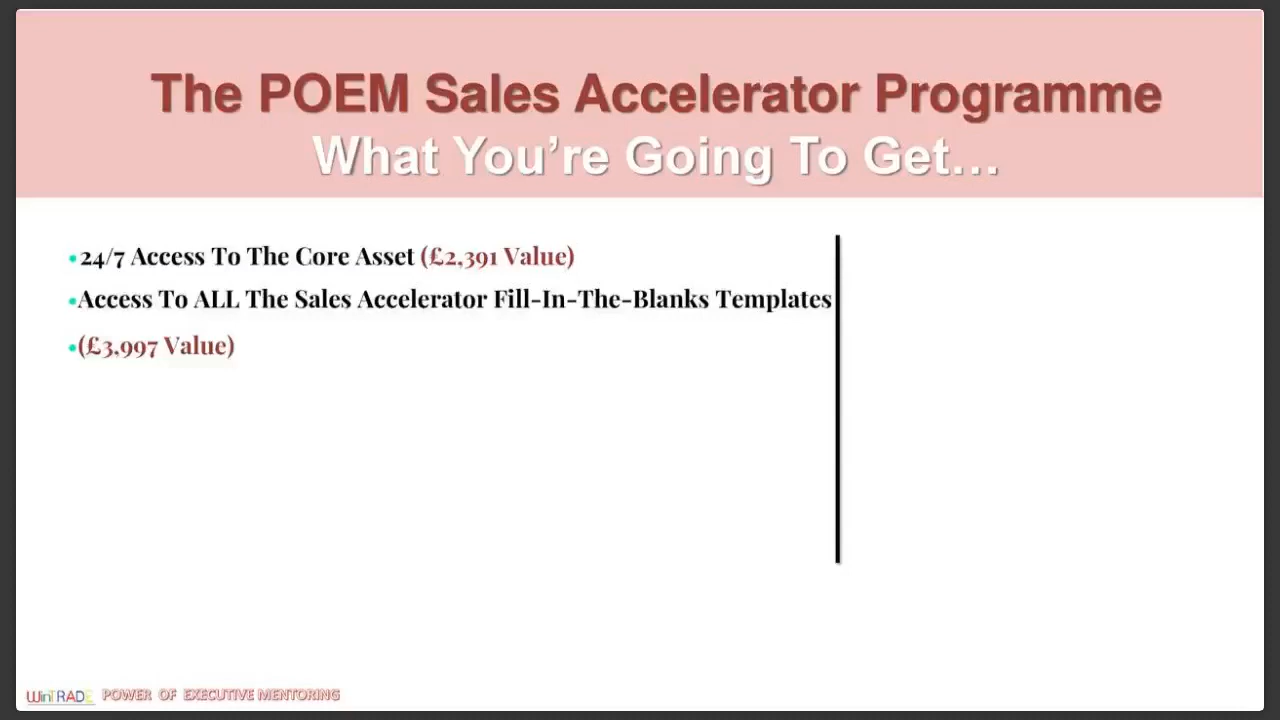 The POEM Sales Accelerator Programme
What You’re Going To Get…
•24/7 Access To The Core Asset (£2,391 Value)
•Access To ALL The Sales Accelerator Fill-In-The-Blanks Templates
•(£3,997 Value)
WinTRADE POWER OF EXECUTIVE MENTORING